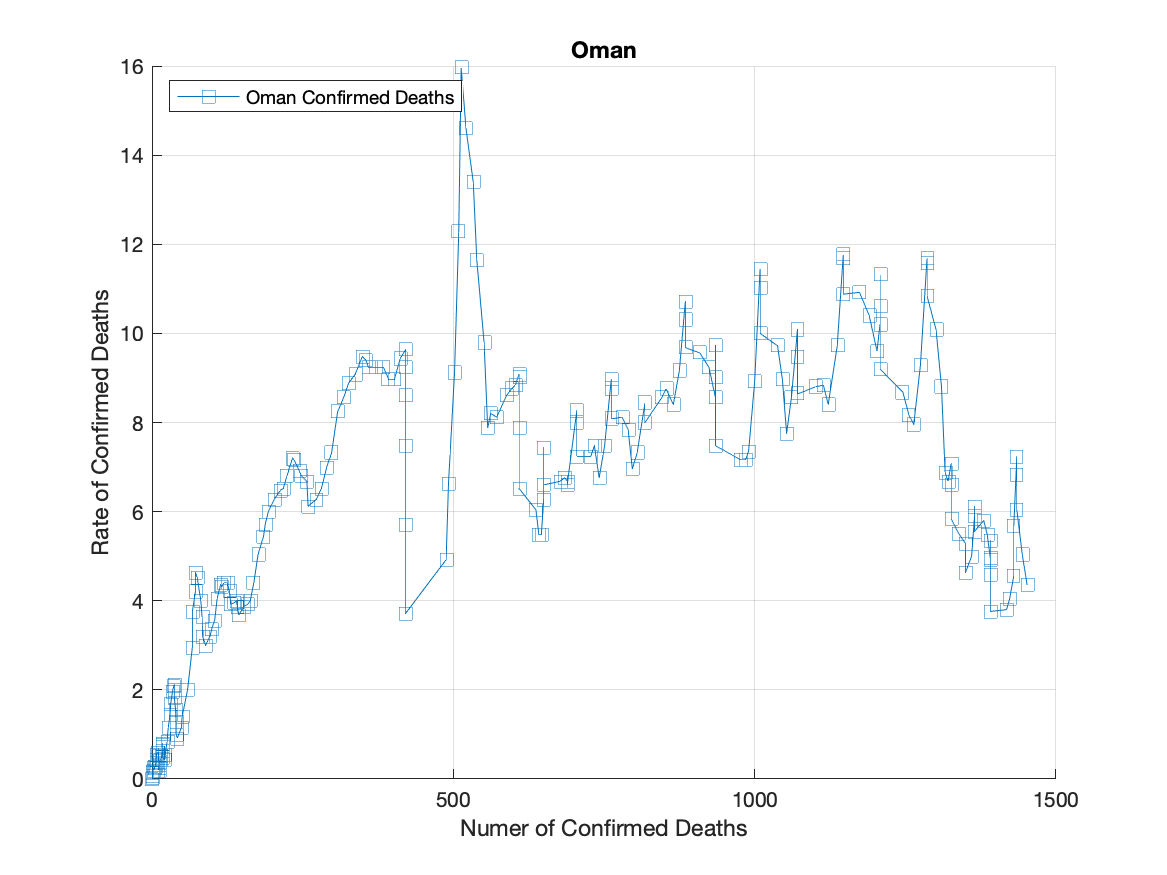 Oman
Oman Confirmed Deaths
Rate of Confirmed Deaths
16
14
12
10
8
6
4
2
0
0 500 1000 1500
Numer of Confirmed Deaths